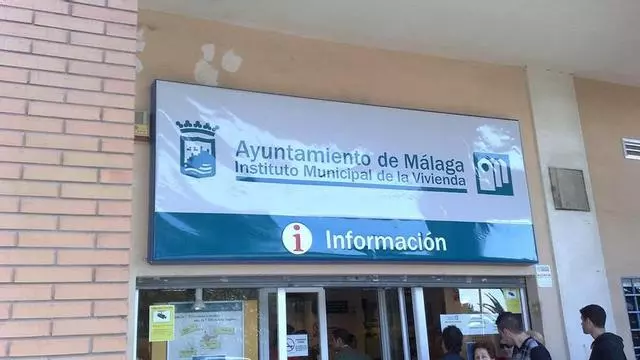 Ayuntamiento de Málaga
Instituto Municipal de la Vivienda
i Información